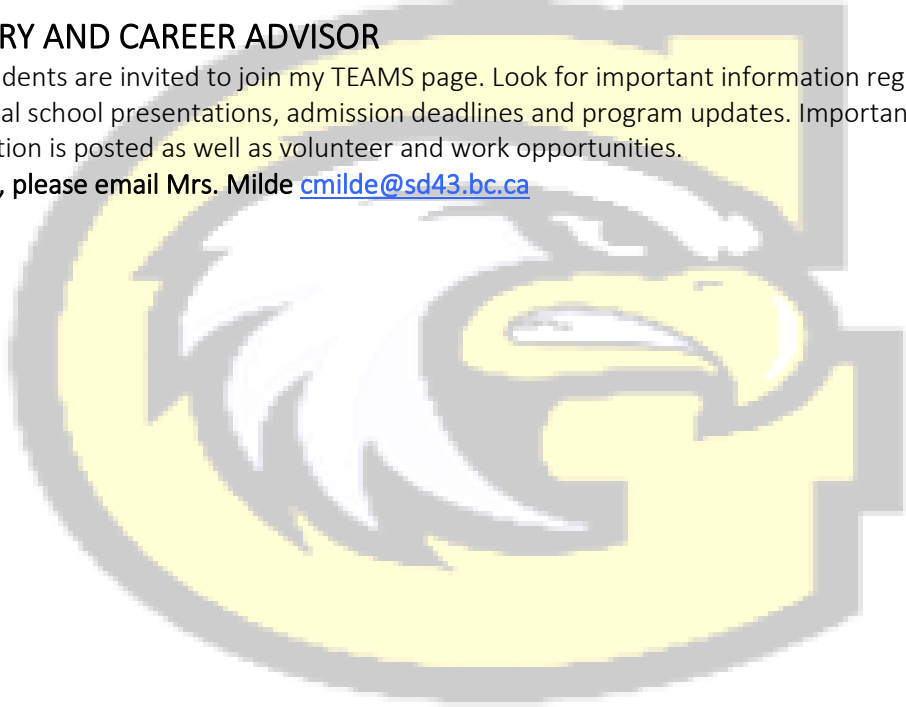 RY AND CAREER ADVISOR
dents are invited to join my TEAMS page. Look for important information reg
al school presentations, admission deadlines and program updates. Importan
tion is posted as well as volunteer and work opportunities.
, please email Mrs. Milde cmilde@sd43.bc.ca